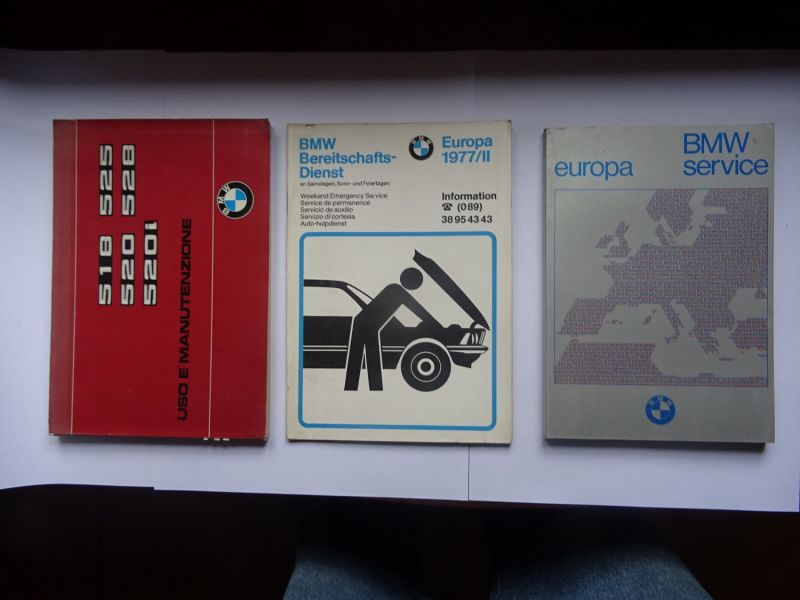 518 525
520 528
520i
USO E MANUTENZIONE
BMW
BMW
Bereitschafts-
Dienst
an Samstagen, Sonn- und Feiertagen
Weekend Emergency Service
Service de permanence
Servicio de auxilio
Servizio di cortesia
Auto-hulpdienst
BMW
Europa
1977/II
Information
☎ (089)
38 95 43 43
europa
BMW
service
BMW